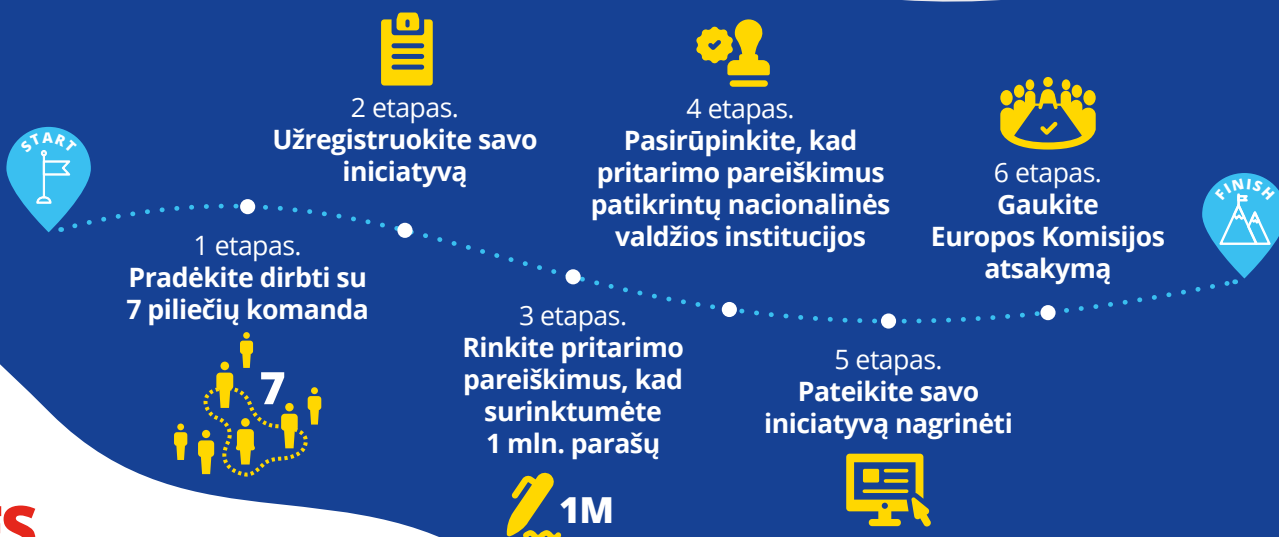 START
1 etapas.
Pradėkite dirbti su
7 piliečių komanda
7
2 etapas.
Užregistruokite savo
iniciatyvą
3 etapas.
Rinkite pritarimo
pareiškimus, kad
surinktumėte
1 mln. parašų
1M
4 etapas.
Pasirūpinkite, kad
pritarimo pareiškimus
patikrintų nacionalinės
valdžios institucijos
5 etapas.
Pateikite savo
iniciatyvą nagrinėti
6 etapas.
Gaukite
Europos Komisijos
atsakymą
FINISH